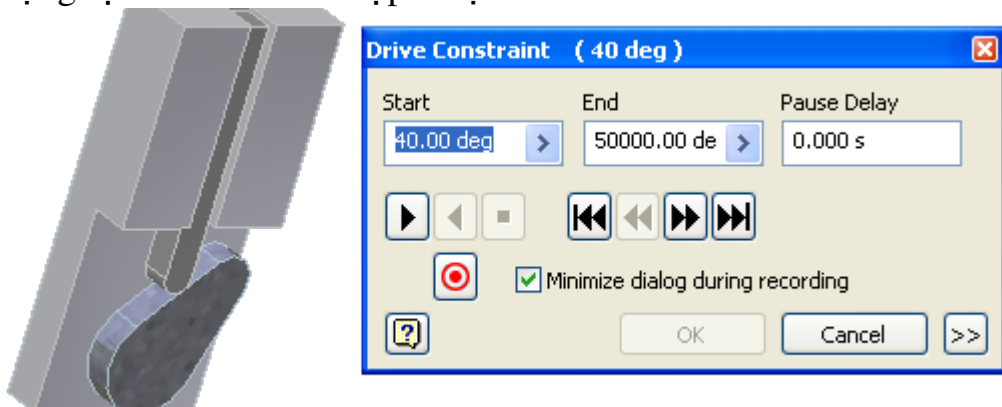 Drive Constraint ( 40 deg )
Start End Pause Delay
40.00 deg 50000.00 de 0.000 s
Minimize dialog during recording
OK Cancel >>